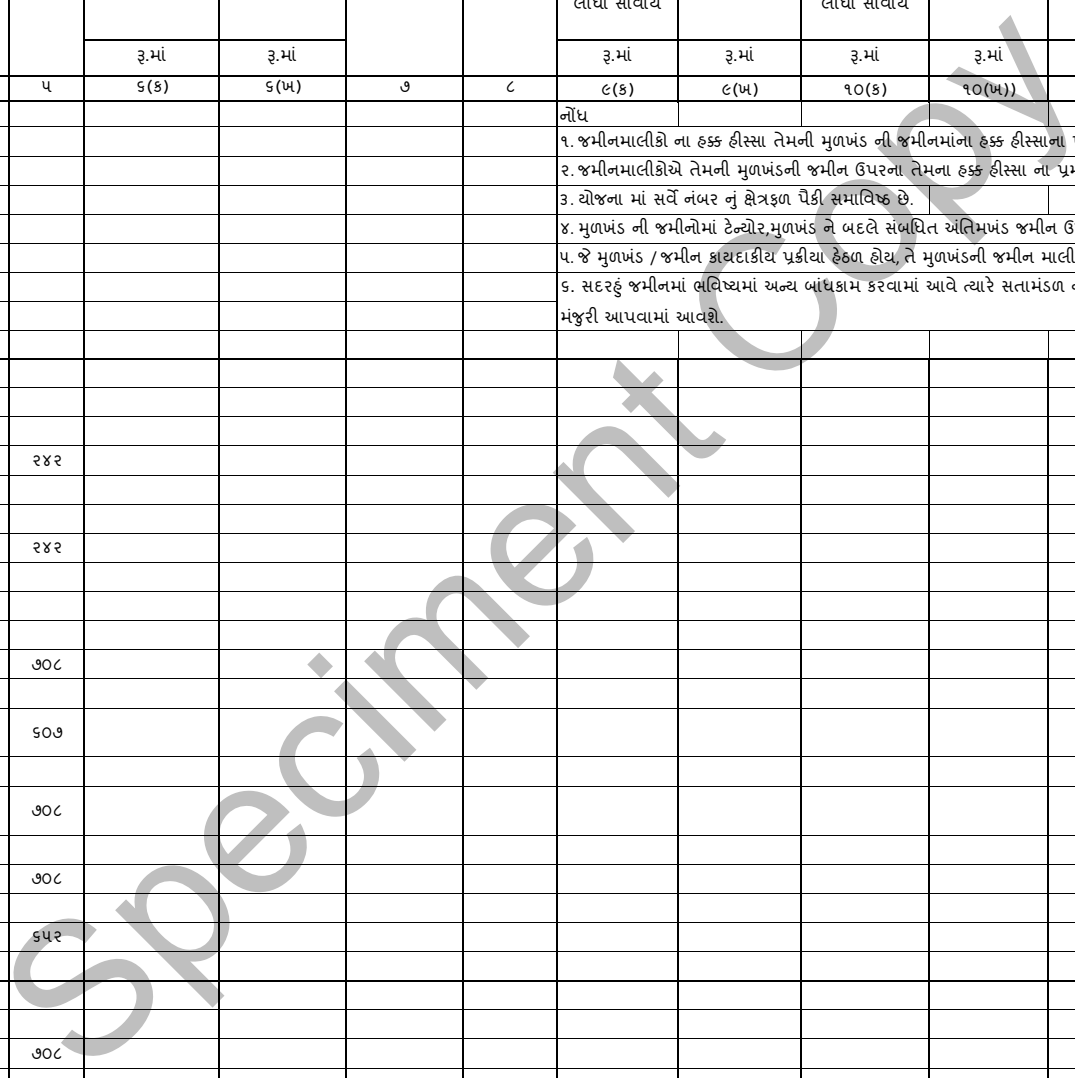 લીધા સીવાય લીધા સીવાય
રૂ.માં રૂ.માં રૂ.માં રૂ.માં રૂ.માં રૂ.માં
૫ ૬(ક) ૬(ખ) ૭ ૮ ૯(ક) ૯(ખ) ૧૦(ક) ૧૦(ખ))
નોંધ
૧. જમીનમાલીકો ના હક્ક હીસ્સા તેમની મુળખંડ ની જમીનમાંના હક્ક હીસ્સાના
૨. જમીનમાલીકોએ તેમની મુળખંડની જમીન ઉપરના તેમના હક્ક હીસ્સા ના
૩. યોજના માં સર્વે નંબર નું ક્ષેત્રફળ પૈકી સમાવિષ્ઠ છે.
૪. મુળખંડ ની જમીનોમાં ટેન્યોર,મુળખંડ ને બદલે સંબધિત અંતિમખંડ જમીન
૫. જે મુળખંડ / જમીન કાયદાકીય પ્રક્રીયા હેઠળ હોય, તે મુળખંડની જમીન
૬. સદરહું જમીનમાં ભવિષ્યમાં અન્ય બાંધકામ કરવામાં આવે ત્યારે સતામંડળ
મંજુરી આપવામાં આવશે.
૨૪૨
૨૪૨
૭૦૮
૬૦૭
૭૦૮
૭૦૮
૬૫૨
૭૦૮
Speciment Copy